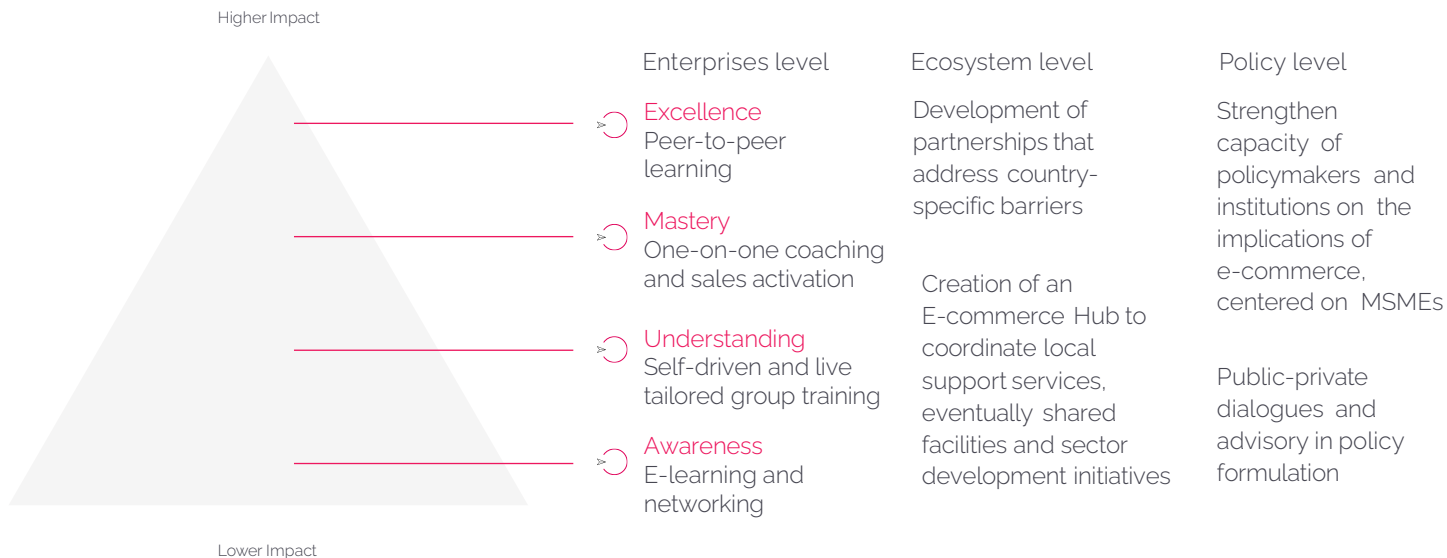 Higher Impact
Enterprises level
Excellence
Peer-to-peer
learning
Mastery
One-on-one coaching
and sales activation
Understanding
Self-driven and live
tailored group training
Awareness
E-learning and
networking
Ecosystem level
Development of
partnerships that
address country-
specific barriers
Creation of an
E-commerce Hub to
coordinate local
support services,
eventually shared
facilities and sector
development initiatives
Policy level
Strengthen
capacity of
policymakers and
institutions on the
implications of
e-commerce,
centered on MSMEs
Public-private
dialogues and
advisory in policy
formulation
Lower Impact